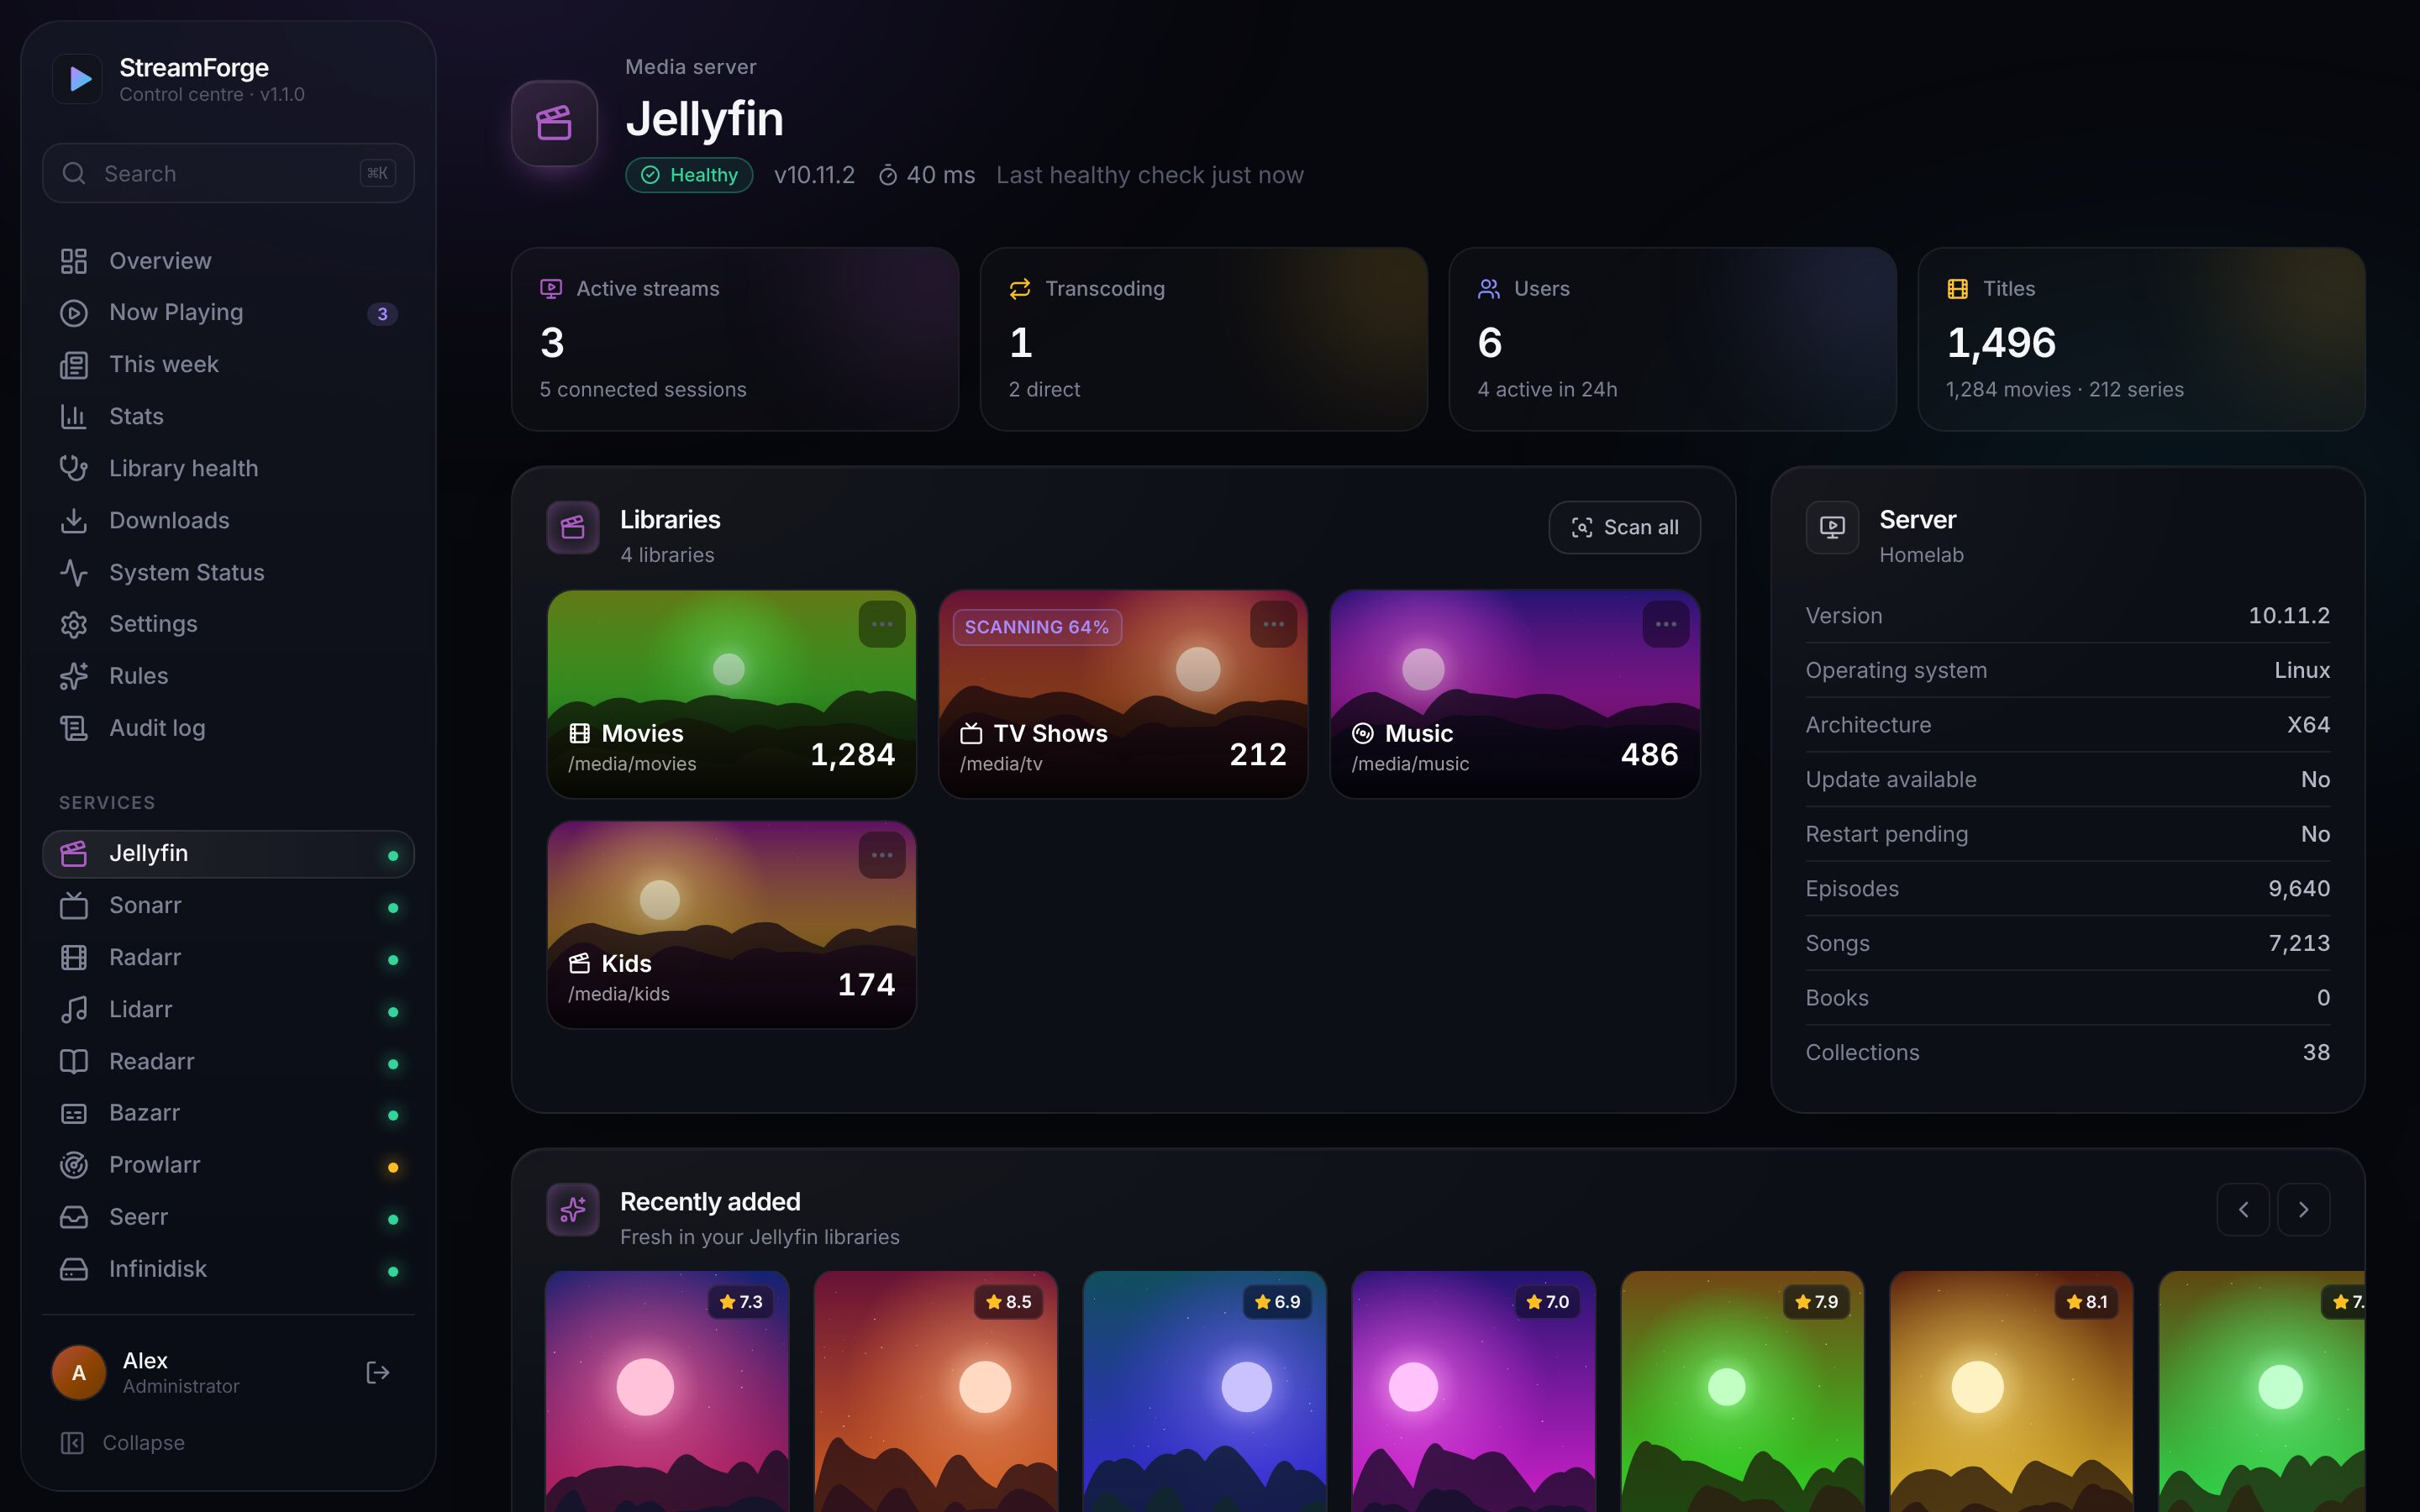 StreamForge
Control centre · v1.1.0
Search
⌘K
Overview
Now Playing
3
This week
Stats
Library health
Downloads
System Status
Settings
Rules
Audit log
SERVICES
Jellyfin
Sonarr
Radarr
Lidarr
Readarr
Bazarr
Prowlarr
Seerr
Infinidisk
A
Alex
Administrator
Collapse
Media server
Jellyfin
Healthy v10.11.2 40 ms Last healthy check just now
Active streams
3
5 connected sessions
Transcoding
1
2 direct
Users
6
4 active in 24h
Titles
1,496
1,284 movies · 212 series
Libraries
4 libraries
Scan all
Movies
/media/movies
1,284
SCANNING 64%
TV Shows
/media/tv
212
Music
/media/music
486
Kids
/media/kids
174
Server
Homelab
Version 10.11.2
Operating system Linux
Architecture X64
Update available No
Restart pending No
Episodes 9,640
Songs 7,213
Books 0
Collections 38
Recently added
Fresh in your Jellyfin libraries
7.3
8.5
6.9
7.0
7.9
8.1
7.